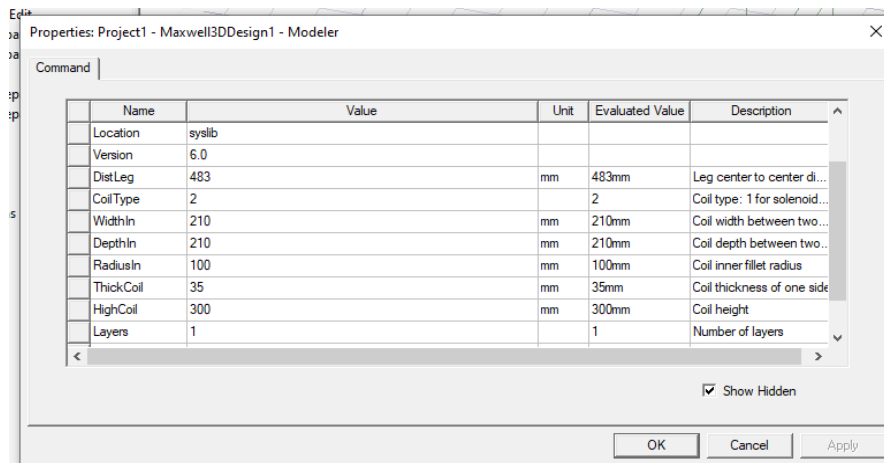 Edit
pa
pa
ep
ep
s
Properties: Project1 - Maxwell3DDesign1 - Modeler
Command
Name Value Unit Evaluated Value Description
Location syslib
Version 6.0
DistLeg 483 mm 483mm Leg center to center di...
CoilType 2 2 Coil type: 1 for solenoid...
WidthIn 210 mm 210mm Coil width between two...
DepthIn 210 mm 210mm Coil depth between two...
RadiusIn 100 mm 100mm Coil inner fillet radius
ThickCoil 35 mm 35mm Coil thickness of one side
HighCoil 300 mm 300mm Coil height
Layers 1 1 Number of layers
Show Hidden
OK Cancel Apply